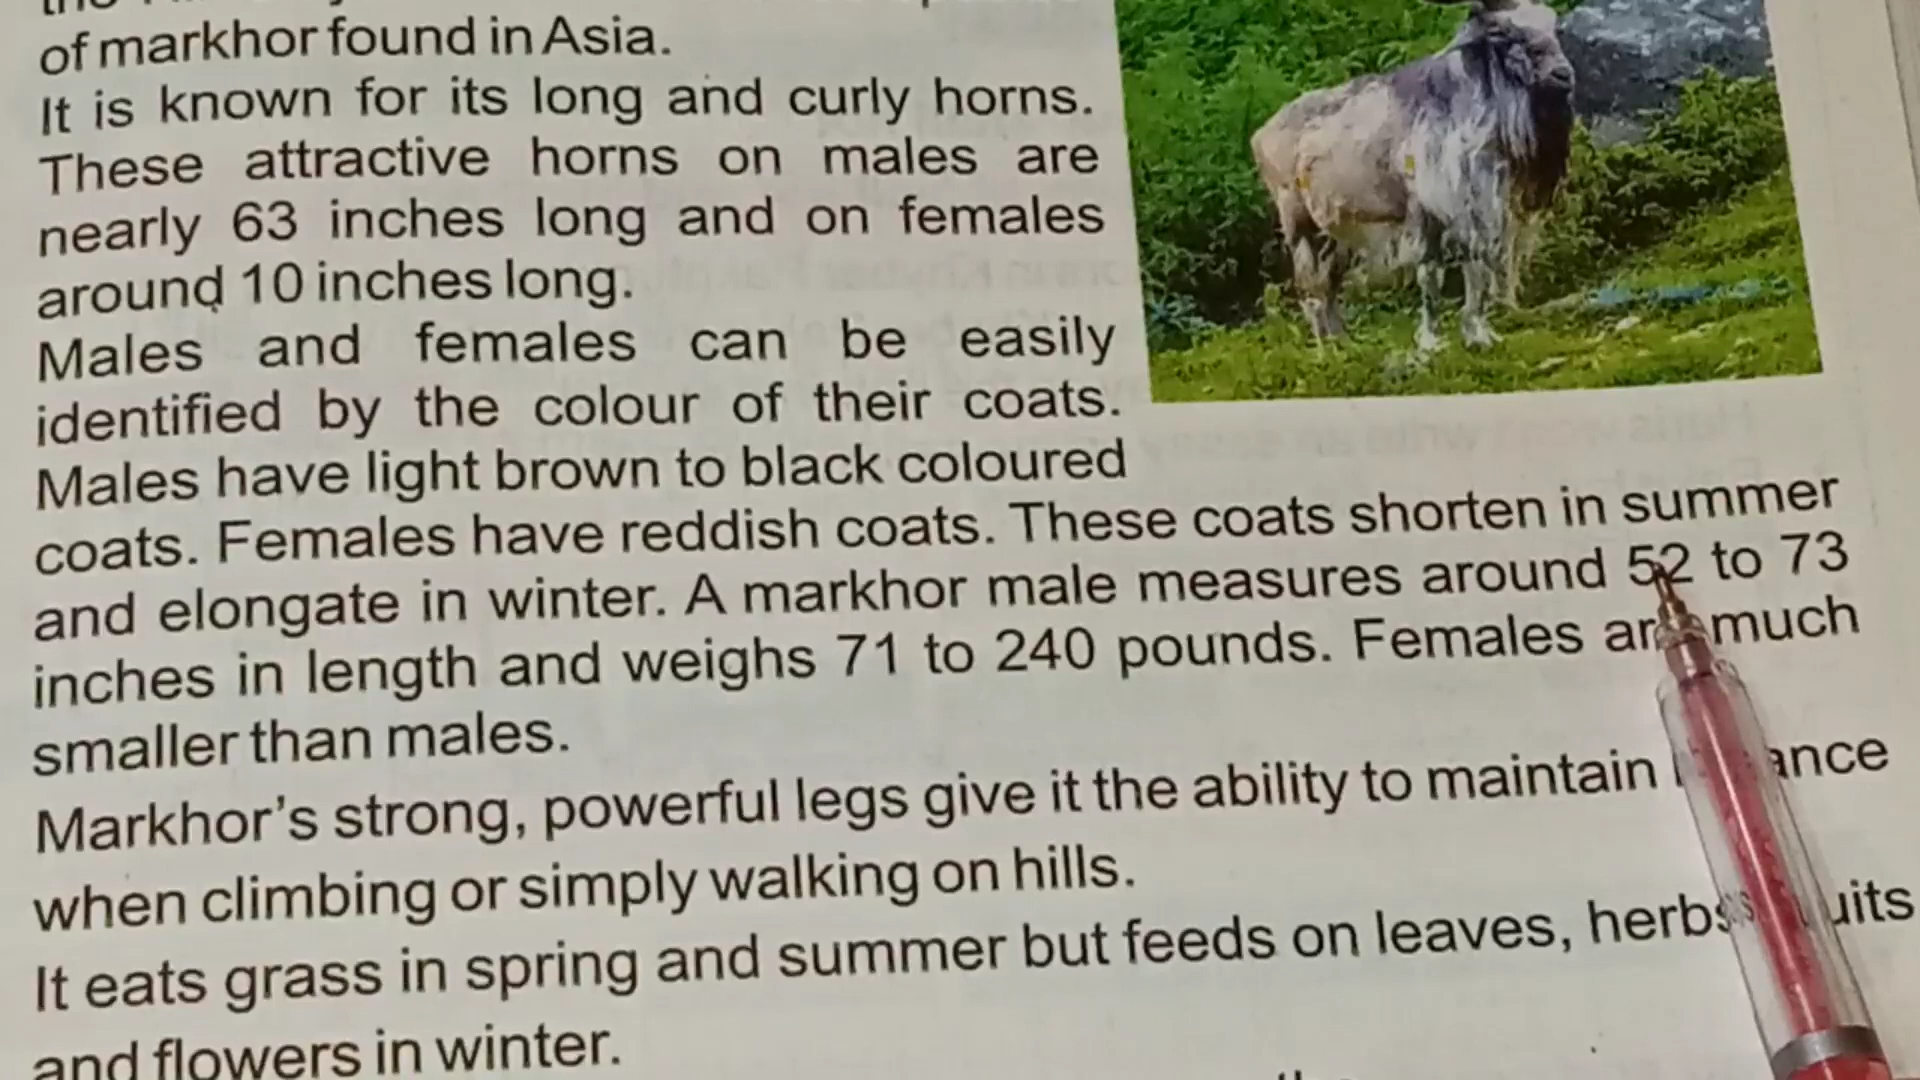 of markhor found in Asia.
It is known for its long and curly horns.
These attractive horns on males are
nearly 63 inches long and on females
around 10 inches long.
Males and females can be easily
identified by the colour of their coats.
Males have light brown to black coloured
coats. Females have reddish coats. These coats shorten in summer
and elongate in winter. A markhor male measures around 52 to 73
inches in length and weighs 71 to 240 pounds. Females are much
smaller than males.
Markhor's strong, powerful legs give it the ability to maintain
when climbing or simply walking on hills.
It eats grass in spring and summer but feeds on leaves, herbs
and flowers in winter.